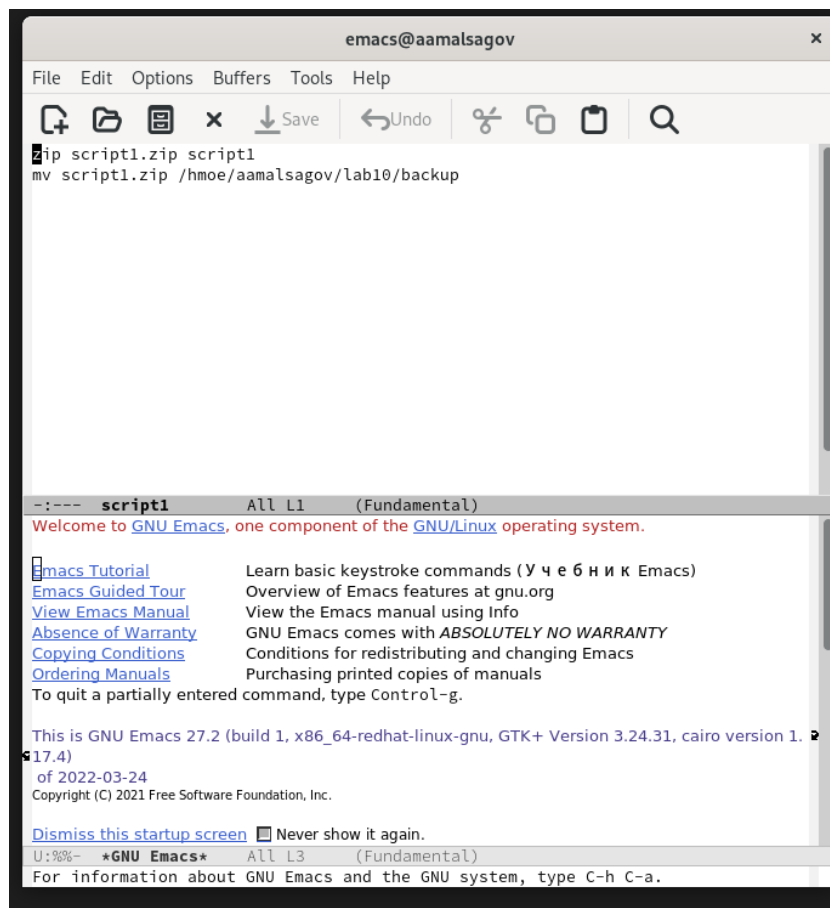 emacs@aamalsagov ×
File Edit Options Buffers Tools Help
Save Undo
zip script1.zip script1
mv script1.zip /hmoe/aamalsagov/lab10/backup
-:--- script1 All L1 (Fundamental)
Welcome to GNU Emacs, one component of the GNU/Linux operating system.
Emacs Tutorial Learn basic keystroke commands (Учебник Emacs)
Emacs Guided Tour Overview of Emacs features at gnu.org
View Emacs Manual View the Emacs manual using Info
Absence of Warranty GNU Emacs comes with ABSOLUTELY NO WARRANTY
Copying Conditions Conditions for redistributing and changing Emacs
Ordering Manuals Purchasing printed copies of manuals
To quit a partially entered command, type Control-g.
This is GNU Emacs 27.2 (build 1, x86_64-redhat-linux-gnu, GTK+ Version 3.24.31, cairo version 1.
17.4)
of 2022-03-24
Copyright (C) 2021 Free Software Foundation, Inc.
Dismiss this startup screen Never show it again.
U:%%- *GNU Emacs* All L3 (Fundamental)
For information about GNU Emacs and the GNU system, type C-h C-a.